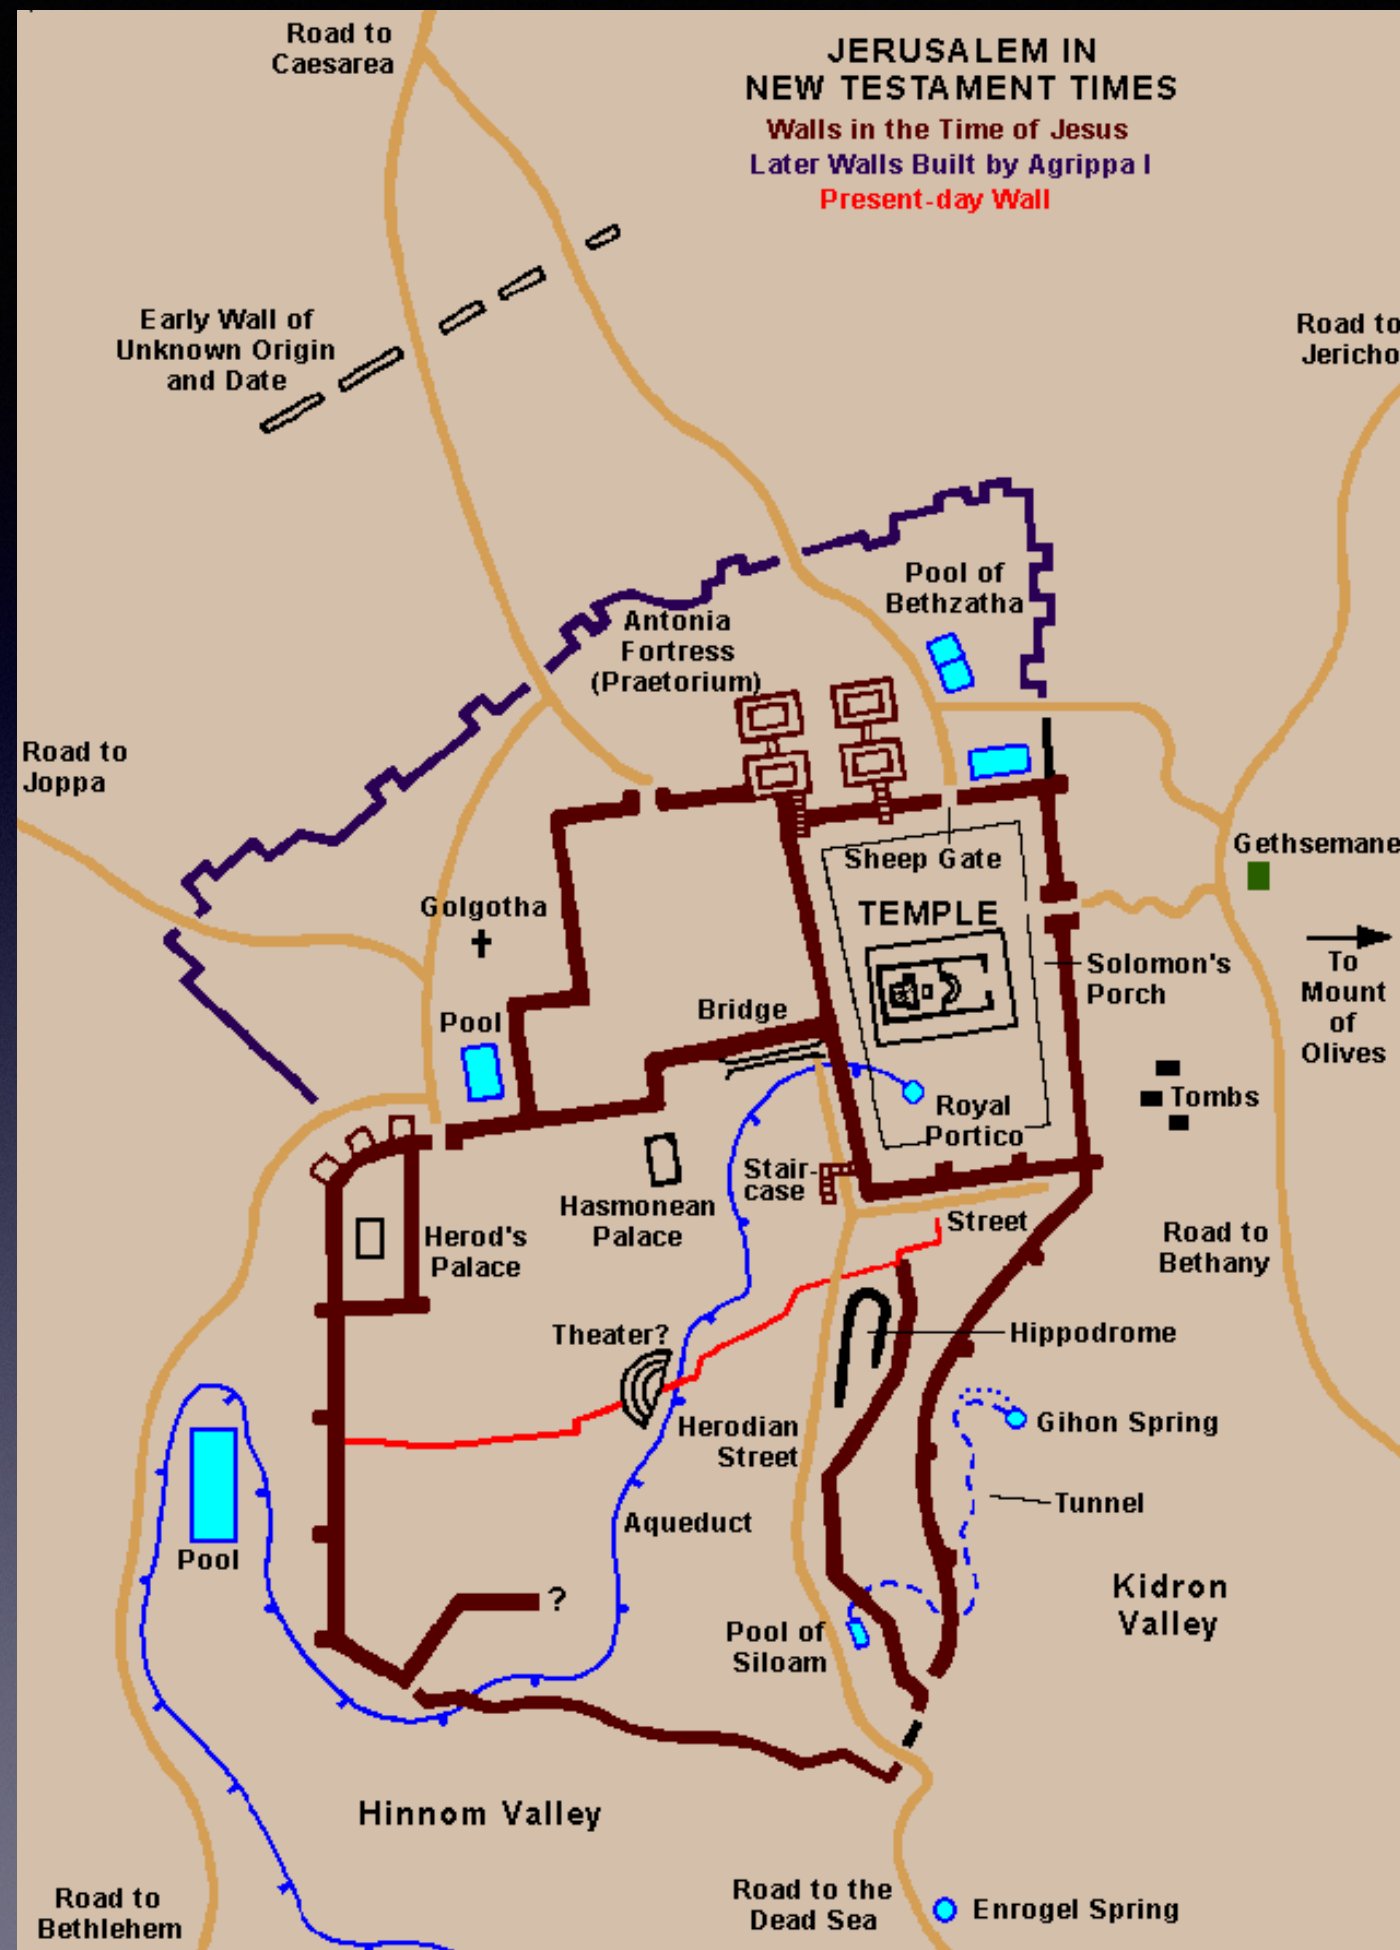 Road to
Caesarea
JERUSALEM IN
NEW TESTAMENT TIMES
Walls in the Time of Jesus
Later Walls Built by Agrippa I
Present-day Wall
Early Wall of
Unknown Origin
and Date
Road to
Jericho
Pool of
Bethzatha
Antonia
Fortress
(Praetorium)
Road to
Joppa
Gethsemane
Sheep Gate
Golgotha
TEMPLE
Solomon's
Porch
To
Mount
of
Olives
Bridge
Pool
Tombs
Royal
Portico
Stair-
case
Hasmonean
Palace
Street
Herod's
Palace
Road to
Bethany
Theater?
Hippodrome
Herodian
Street
Gihon Spring
Tunnel
Aqueduct
Pool
Kidron
Valley
?
Pool of
Siloam
Hinnom Valley
Road to
Bethlehem
Road to the
Dead Sea
Enrogel Spring